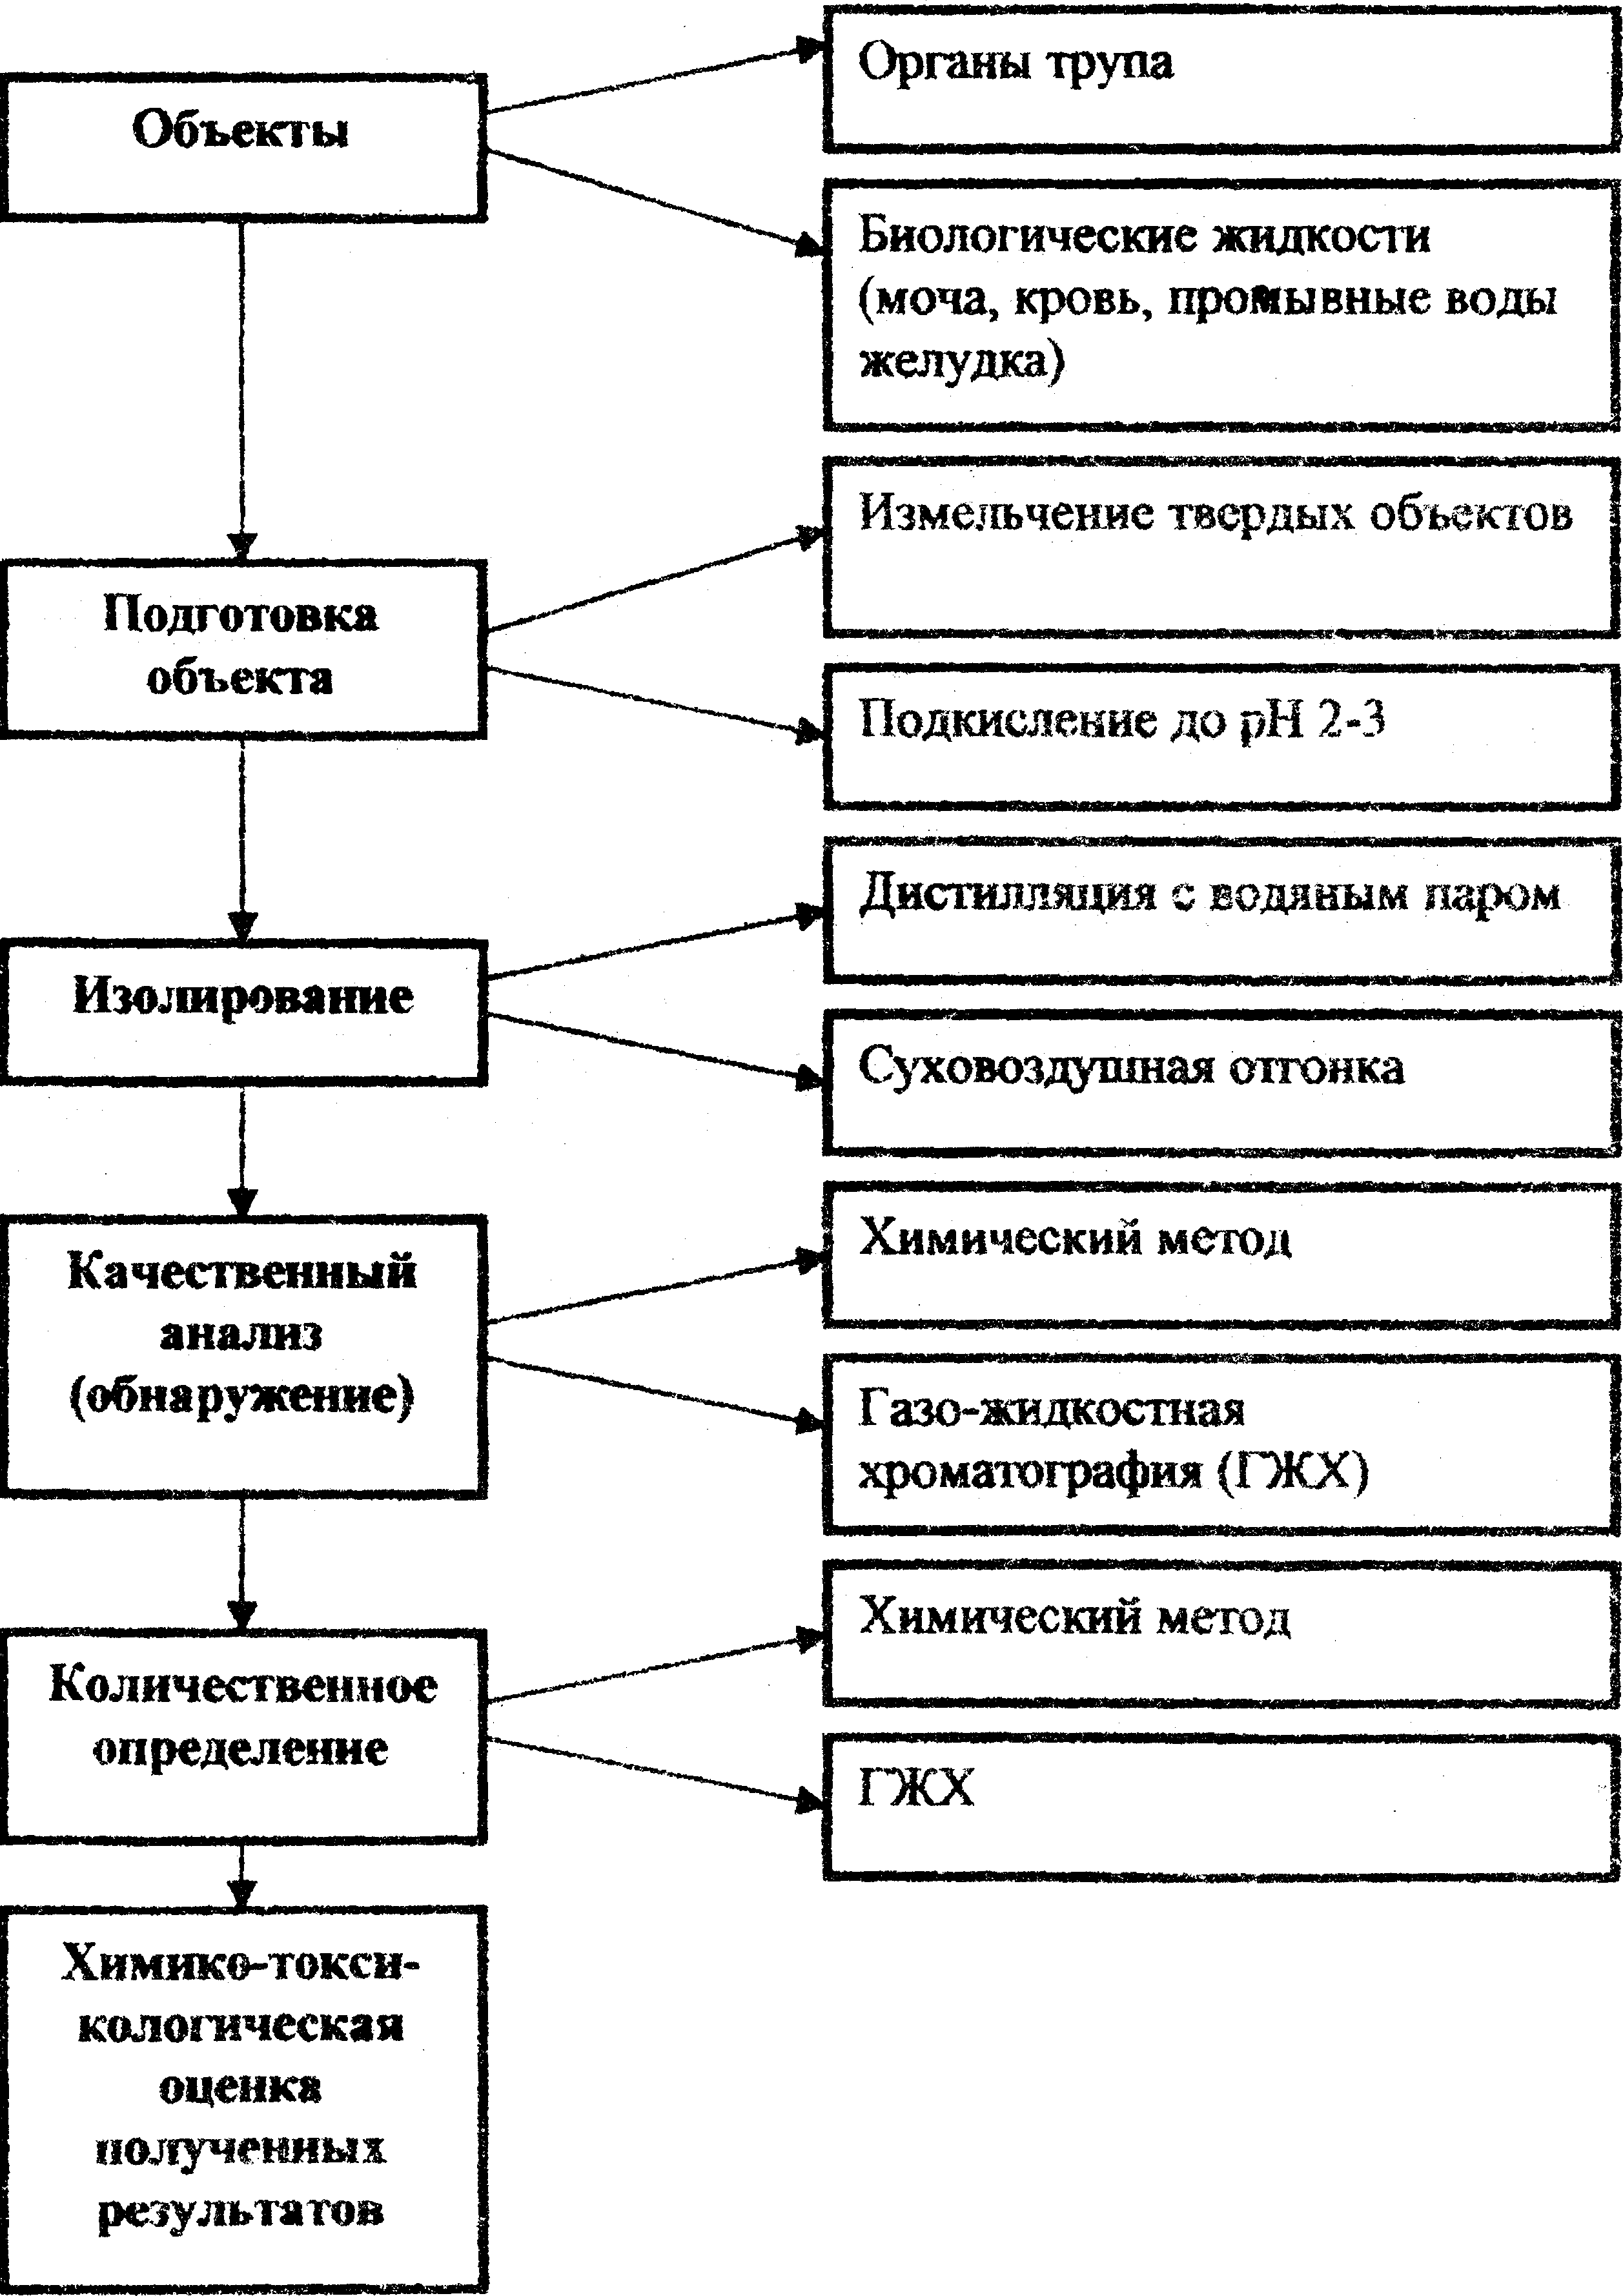 Объекты
Органы трупа
Биологические жидкости
(моча, кровь, промывные воды
желудка)
Подготовка
объекта
Измельчение твердых объектов
Подкисление до pH 2-3
Изолирование
Дистилляция с водяным паром
Суховоздушная отгонка
Качественный
анализ
(обнаружение)
Химический метод
Газо-жидкостная
хроматография (ГЖХ)
Количественное
определение
Химический метод
ГЖХ
Химико-токси-
кологическая
оценка
полученных
результатов